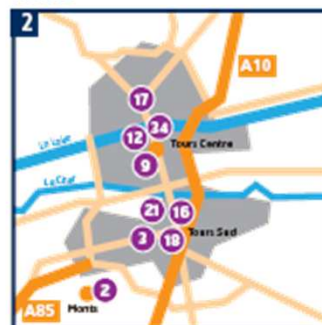 2
A10
17
34
12
La Loire
Tours Centre
9
Le Cher
21
16
3
18
Tours Sud
2
Monts
A85